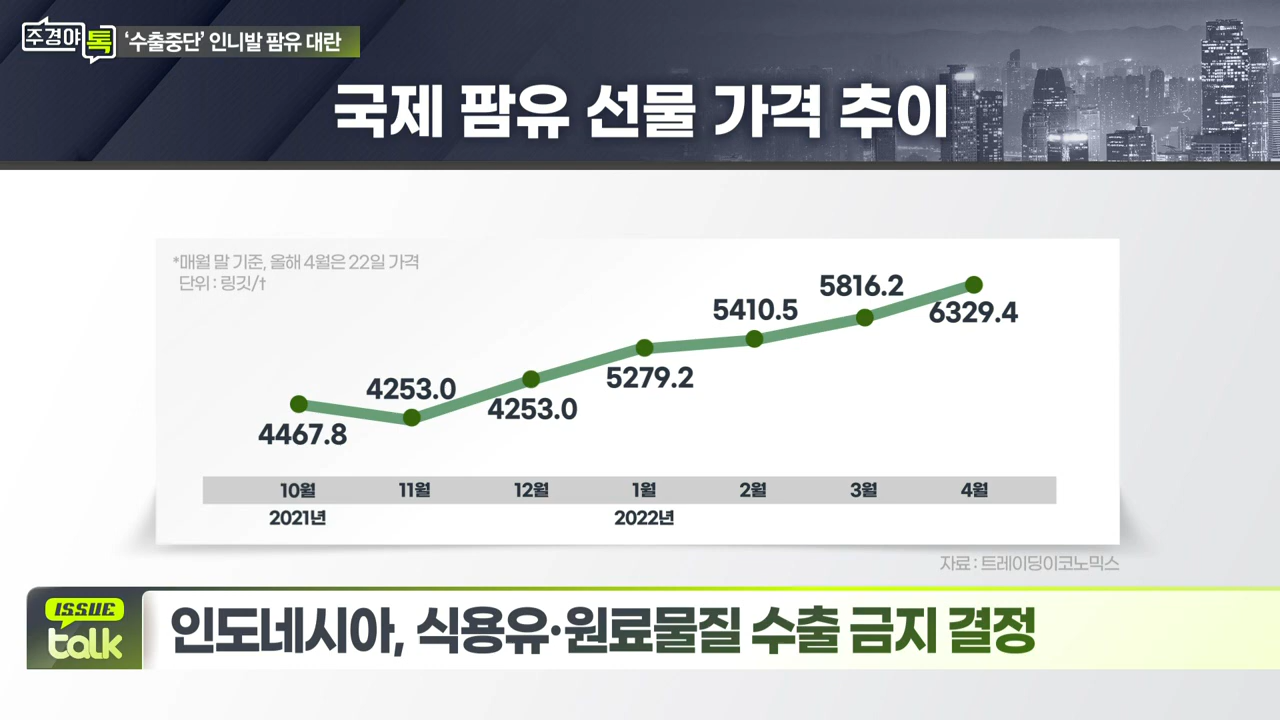 주경야톡 '수출중단' 인니발 팜유 대란
국제 팜유 선물 가격 추이
*매월 말 기준, 올해 4월은 22일 가격
단위 : 링깃/t
4467.8
4253.0
4253.0
5279.2
5410.5
5816.2
6329.4
10월 11월 12월 1월 2월 3월 4월
2021년 2022년
자료 : 트레이딩이코노믹스
ISSUE
talk
인도네시아, 식용유·원료물질 수출 금지 결정